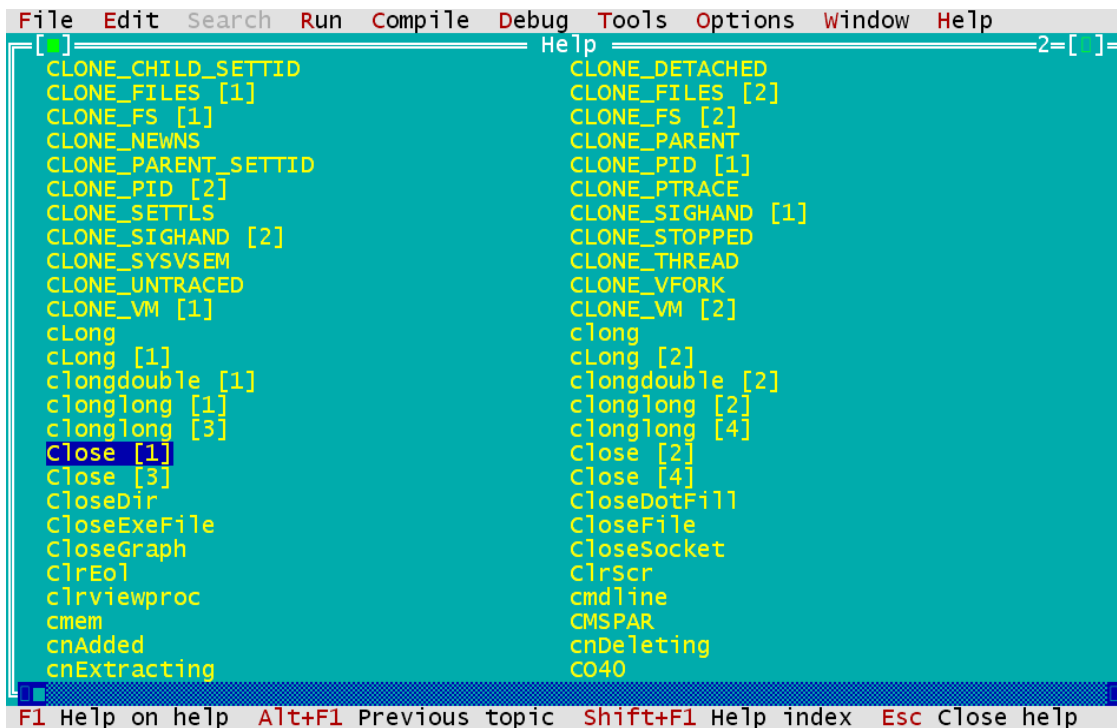 File Edit Search Run Compile Debug Tools Options Window Help
Help 2
CLONE_CHILD_SETTID CLONE_DETACHED
CLONE_FILES [1] CLONE_FILES [2]
CLONE_FS [1] CLONE_FS [2]
CLONE_NEWNS CLONE_PARENT
CLONE_PARENT_SETTID CLONE_PID [1]
CLONE_PID [2] CLONE_PTRACE
CLONE_SETTLS CLONE_SIGHAND [1]
CLONE_SIGHAND [2] CLONE_STOPPED
CLONE_SYSVSEM CLONE_THREAD
CLONE_UNTRACED CLONE_VFORK
CLONE_VM [1] CLONE_VM [2]
cLong clong
cLong [1] cLong [2]
clongdouble [1] clongdouble [2]
clonglong [1] clonglong [2]
clonglong [3] clonglong [4]
Close [1] Close [2]
Close [3] Close [4]
CloseDir CloseDotFill
CloseExeFile CloseFile
CloseGraph CloseSocket
ClrEol ClrScr
clrviewproc cmdline
cmem CMSPAR
cnAdded cnDeleting
cnExtracting CO40
F1 Help on help Alt+F1 Previous topic Shift+F1 Help index Esc Close help